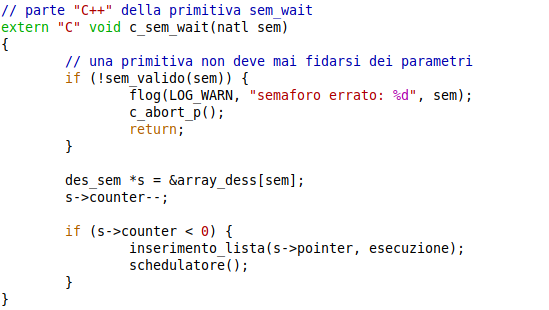 // parte "C++" della primitiva sem_wait
extern "C" void c_sem_wait(natl sem)
{
        // una primitiva non deve mai fidarsi dei parametri
        if (!sem_valido(sem)) {
                flog(LOG_WARN, "semaforo errato: %d", sem);
                c_abort_p();
                return;
        }

        des_sem *s = &array_dess[sem];
        s->counter--;

        if (s->counter < 0) {
                inserimento_lista(s->pointer, esecuzione);
                schedulatore();
        }
}